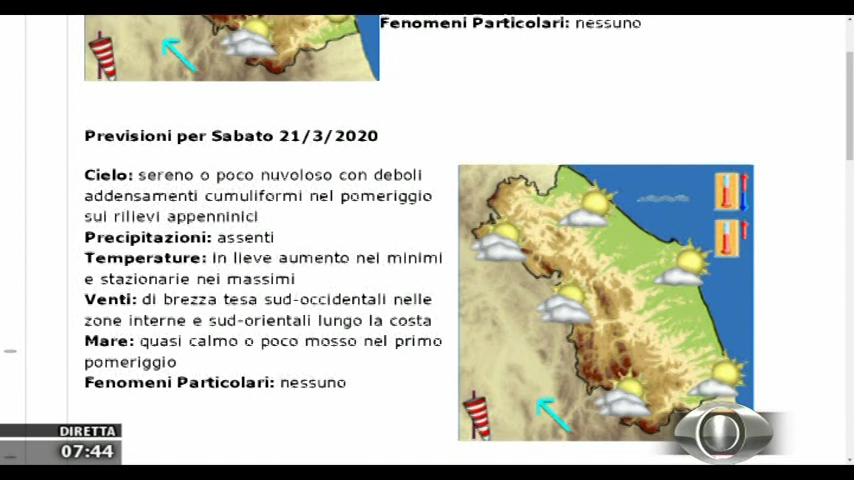 Fenomeni Particolari: nessuno
Previsioni per Sabato 21/3/2020
Cielo: sereno o poco nuvoloso con deboli
addensamenti cumuliformi nel pomeriggio
sui rilievi appenninici
Precipitazioni: assenti
Temperature: in lieve aumento nei minimi
e stazionarie nei massimi
Venti: di brezza tesa sud-occidentali nelle
zone interne e sud-orientali lungo la costa
Mare: quasi calmo o poco mosso nel primo
pomeriggio
Fenomeni Particolari: nessuno
DIRETTA
07:44